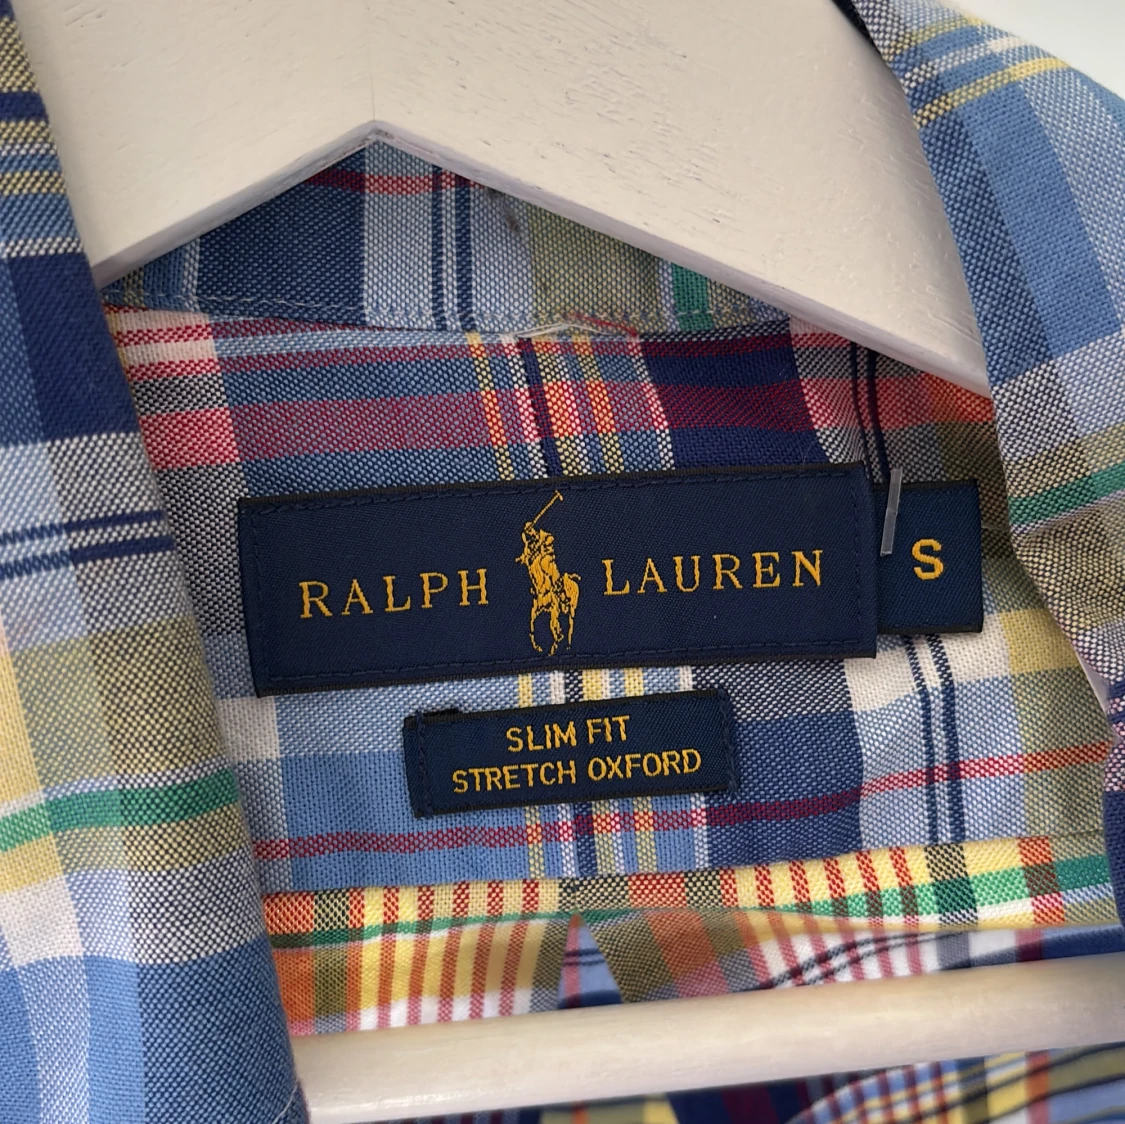 RALPH LAUREN
S
SLIM FIT
STRETCH OXFORD